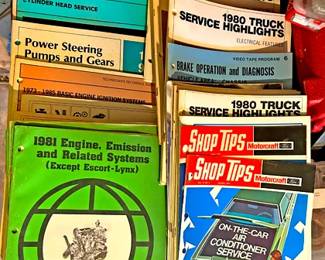 CYLINDER HEAD SERVICE
Power Steering
Pumps and Gears
1973-1985 BASIC ENGINE IGNITION SYSTEMS
1981 Engine, Emission
and Related Systems
(Except Escort-Lynx)
1980 TRUCK
SERVICE HIGHLIGHTS
ELECTRICAL FEATURES
VIDEO TAPE PROGRAM 6
BRAKE OPERATION and DIAGNOSIS
1980 TRUCK
SERVICE HIGHLIGHTS
SHOP TIPS
Motorcraft
SHOP TIPS
Motorcraft
ON-THE-CAR
AIR
CONDITIONER
SERVICE